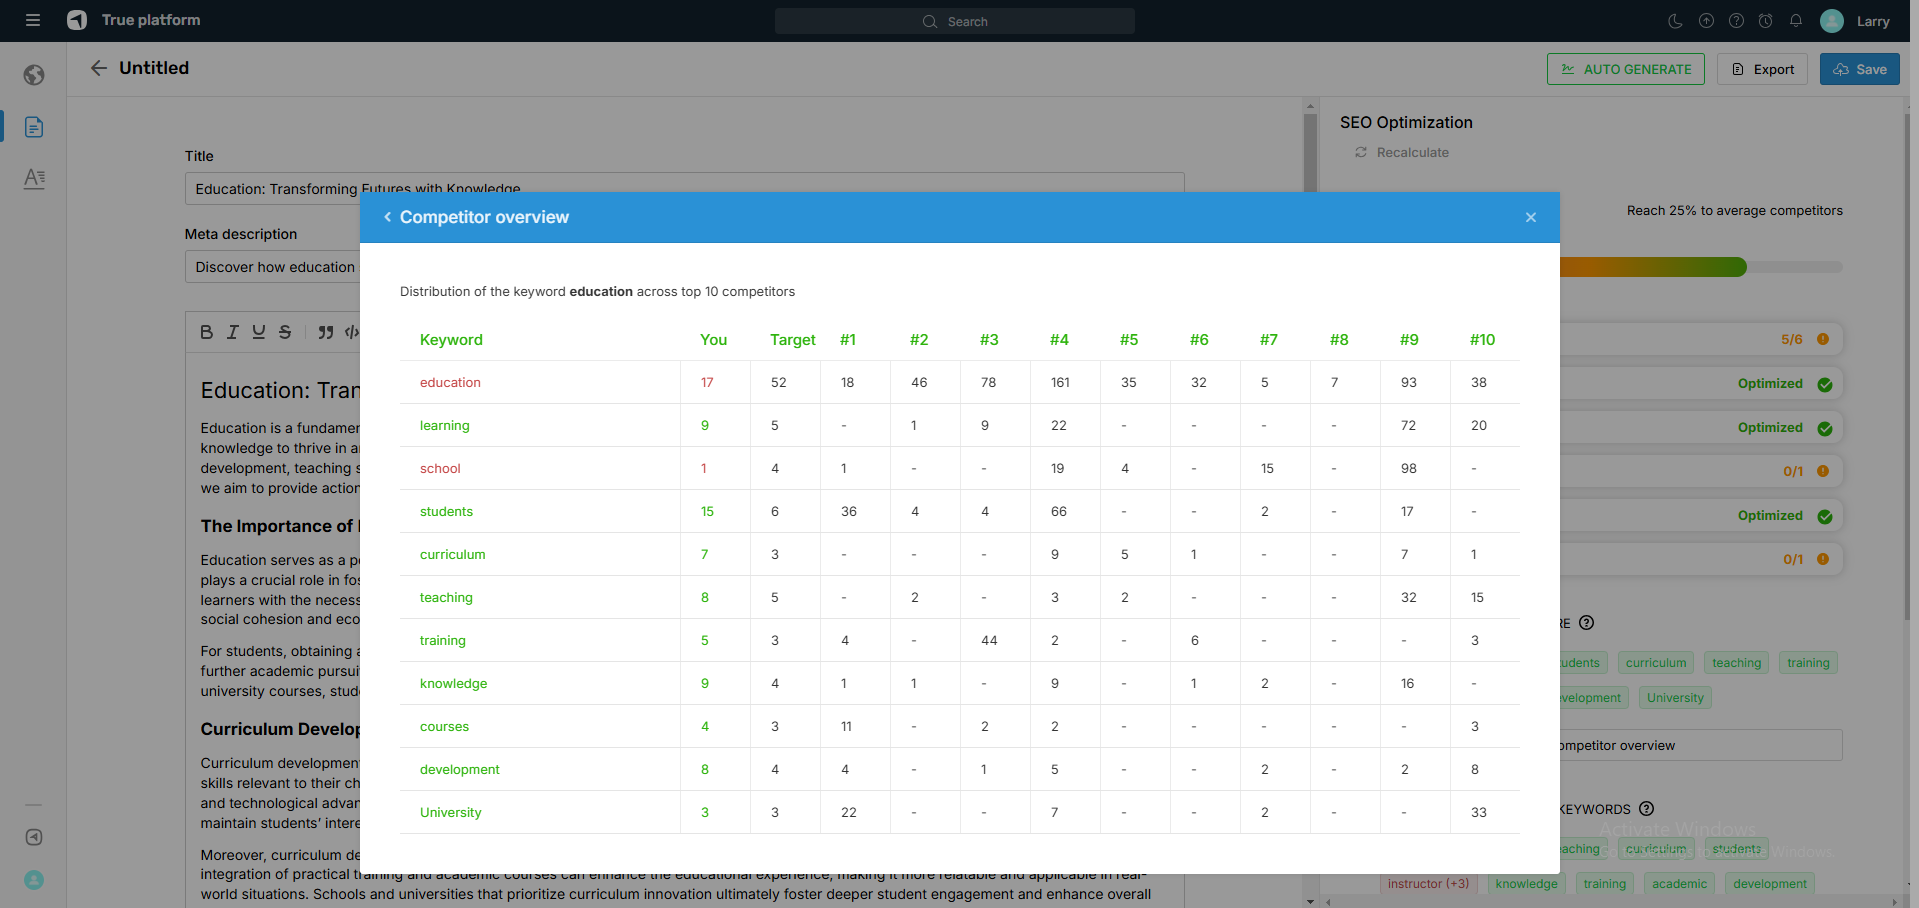 True platform
Search
Larry
Untitled
AUTO GENERATE
Export
Save
Title
Education: Transforming Futures with Knowledge
Meta description
Discover how education
B I U S
Education: Tran
Education is a fundamen
knowledge to thrive in a
development, teaching s
we aim to provide action
The Importance of
Education serves as a p
plays a crucial role in fos
learners with the necess
social cohesion and eco
For students, obtaining a
further academic pursui
university courses, stude
Curriculum Develop
Curriculum development
skills relevant to their ch
and technological advan
maintain students' intere
Moreover, curriculum de
integration of practical training and academic courses can enhance the educational experience, making it more relatable and applicable in real-
world situations. Schools and universities that prioritize curriculum innovation ultimately foster deeper student engagement and enhance overall
Competitor overview
Distribution of the keyword education across top 10 competitors
Keyword You Target #1 #2 #3 #4 #5 #6 #7 #8 #9 #10
education 17 52 18 46 78 161 35 32 5 7 93 38
learning 9 5 - 1 9 22 - - - - 72 20
school 1 4 1 - - 19 4 - 15 - 98 -
students 15 6 36 4 4 66 - - 2 - 17 -
curriculum 7 3 - - - 9 5 1 - - 7 1
teaching 8 5 - 2 - 3 2 - - - 32 15
training 5 3 4 - 44 2 - 6 - - - 3
knowledge 9 4 1 1 - 9 - 1 2 - 16 -
courses 4 3 11 - 2 2 - - - - - 3
development 8 4 4 - 1 5 - - 2 - 2 8
University 3 3 22 - - 7 - - 2 - - 33
SEO Optimization
Recalculate
Reach 25% to average competitors
5/6
Optimized
Optimized
0/1
Optimized
0/1
RE
udents curriculum teaching training
velopment University
ompetitor overview
KEYWORDS
Activate Windows
Go to Settings to activate Windows
aching curriculum students
instructor (+3) knowledge training academic development